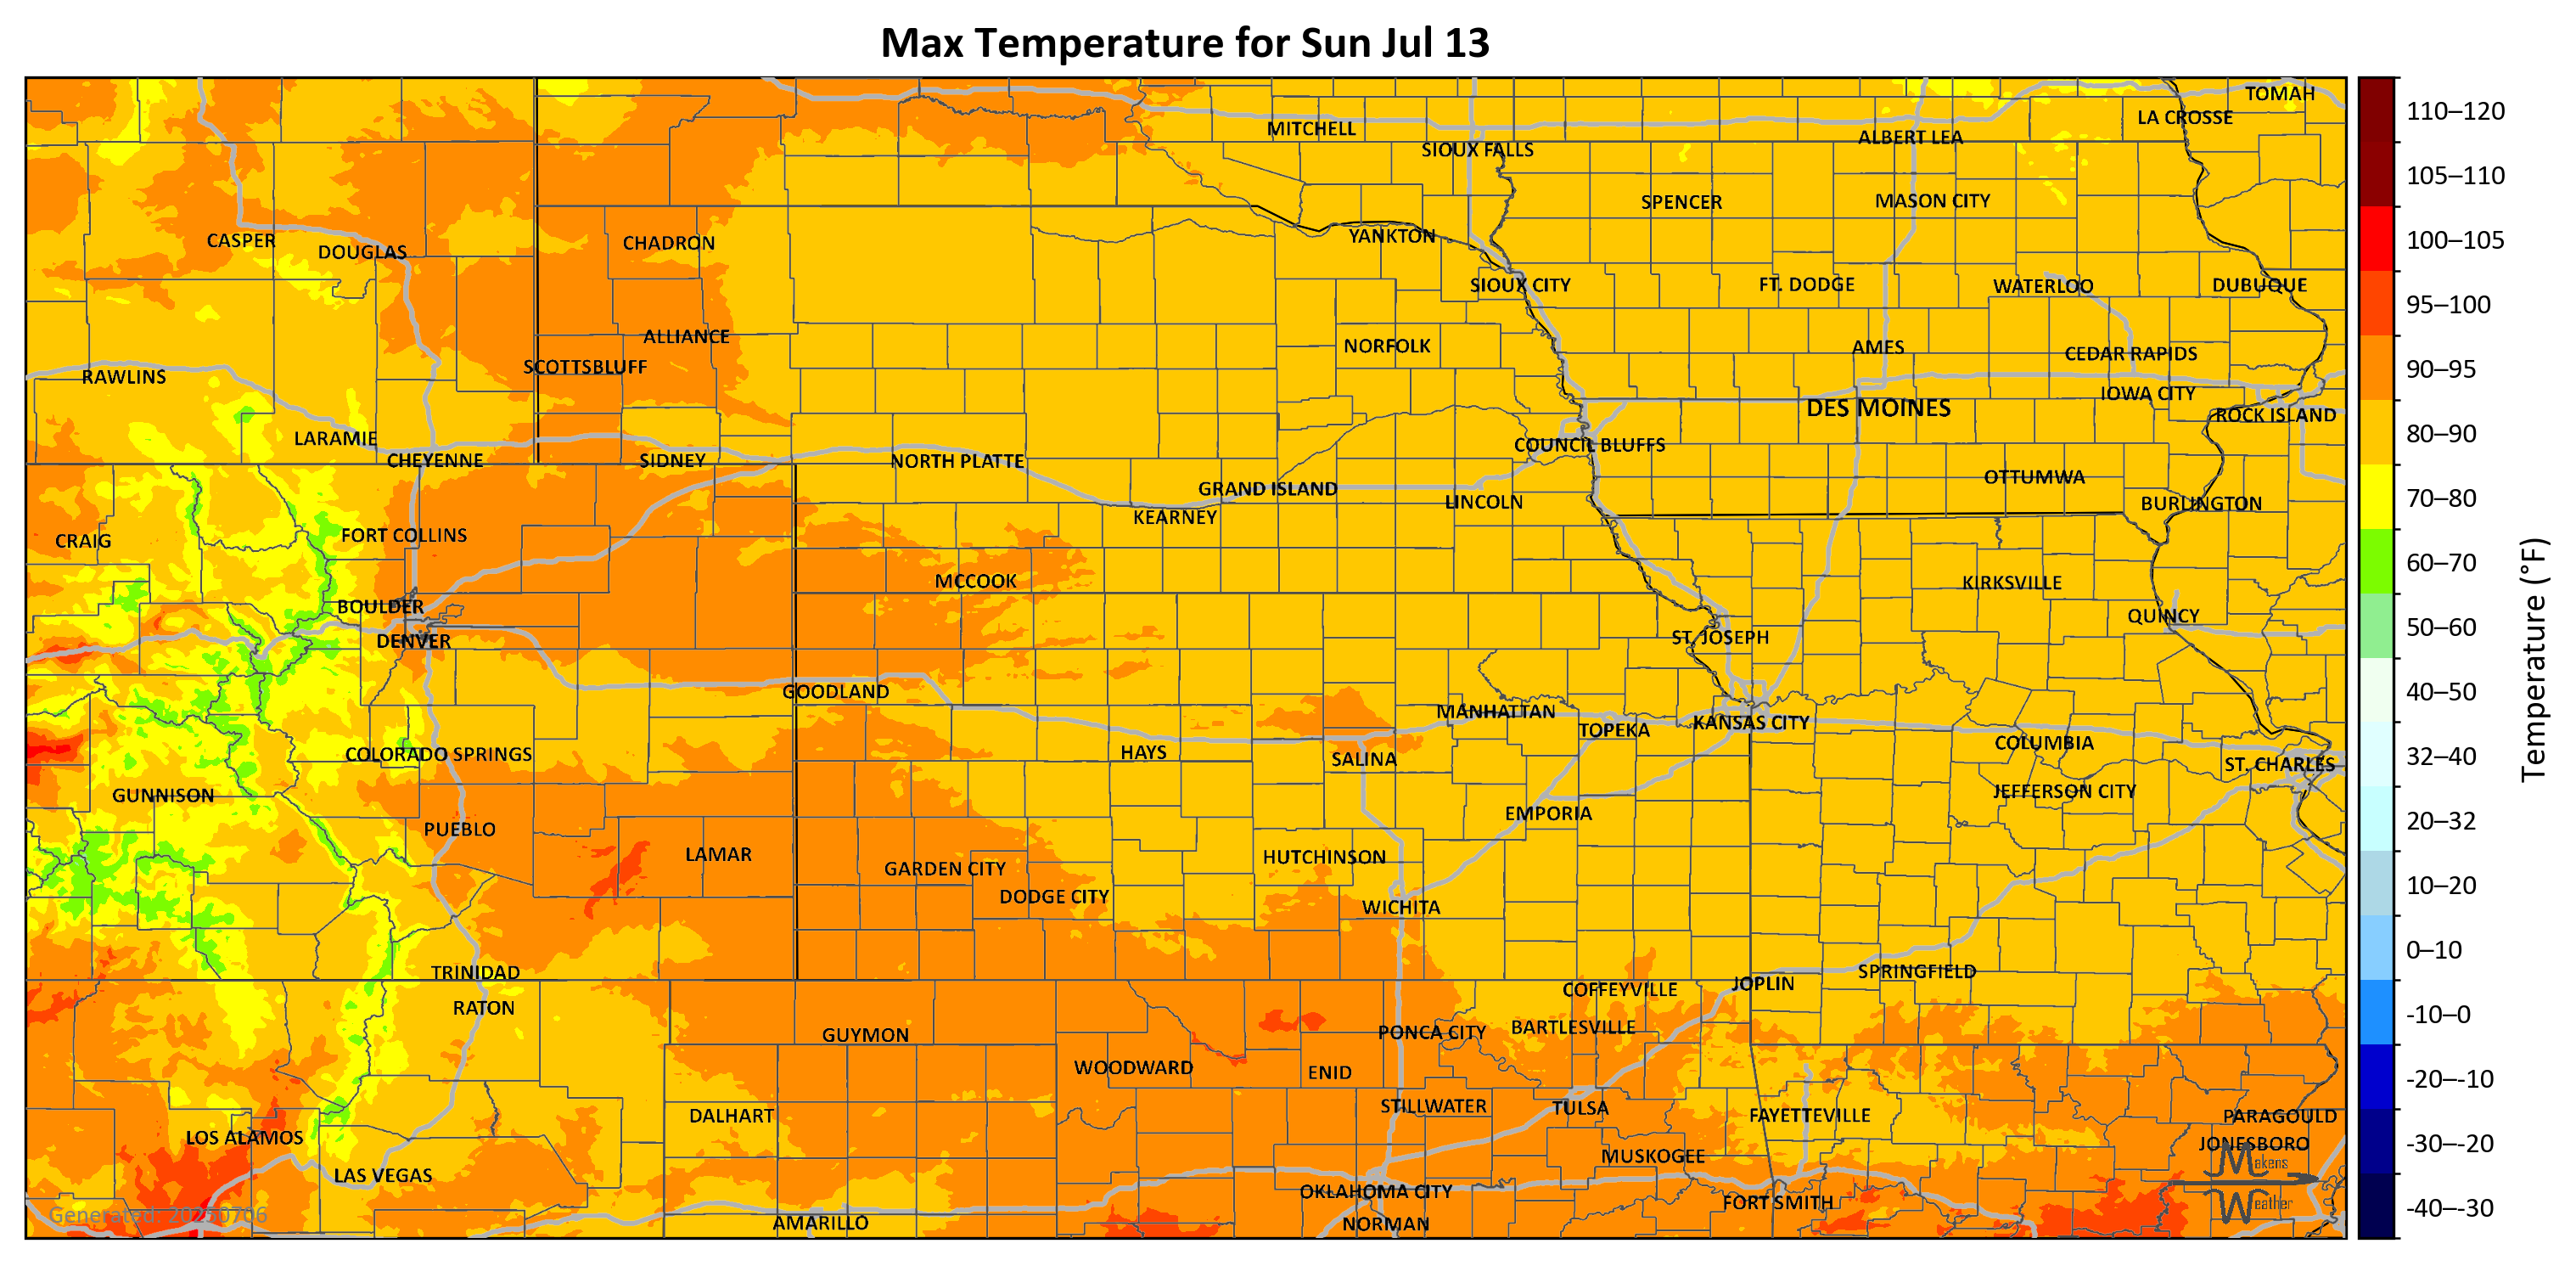 Max Temperature for Sun Jul 13
TOMAH
LA CROSSE
MITCHELL
ALBERT LEA
SIOUX FALLS
SPENCER
MASON CITY
YANKTON
CASPER
DOUGLAS
CHADRON
SIOUX CITY
FT. DODGE
WATERLOO
DUBUQUE
ALLIANCE
NORFOLK
AMES
CEDAR RAPIDS
SCOTTSBLUFF
RAWLINS
IOWA CITY
DES MOINES
ROCK ISLAND
LARAMIE
COUNCIL BLUFFS
CHEYENNE
SIDNEY
NORTH PLATTE
OTTUMWA
GRAND ISLAND
LINCOLN
BURLINGTON
KEARNEY
FORT COLLINS
CRAIG
MCCOOK
KIRKSVILLE
BOULDER
QUINCY
DENVER
ST. JOSEPH
GOODLAND
MANHATTAN
KANSAS CITY
TOPEKA
COLUMBIA
HAYS
COLORADO SPRINGS
SALINA
ST. CHARLES
GUNNISON
JEFFERSON CITY
EMPORIA
PUEBLO
LAMAR
HUTCHINSON
GARDEN CITY
DODGE CITY
WICHITA
TRINIDAD
SPRINGFIELD
JOPLIN
COFFEYVILLE
RATON
BARTLESVILLE
PONCA CITY
GUYMON
WOODWARD
ENID
STILLWATER
TULSA
DALHART
FAYETTEVILLE
PARAGOULD
LOS ALAMOS
JONESBORO
MUSKOGEE
LAS VEGAS
OKLAHOMA CITY
FORT SMITH
AMARILLO
NORMAN
Makens
Weather
Generated: 20250706
110–120
105–110
100–105
95–100
90–95
80–90
70–80
60–70
50–60
40–50
32–40
20–32
10–20
0–10
-10–0
-20–-10
-30–-20
-40–-30
Temperature (°F)